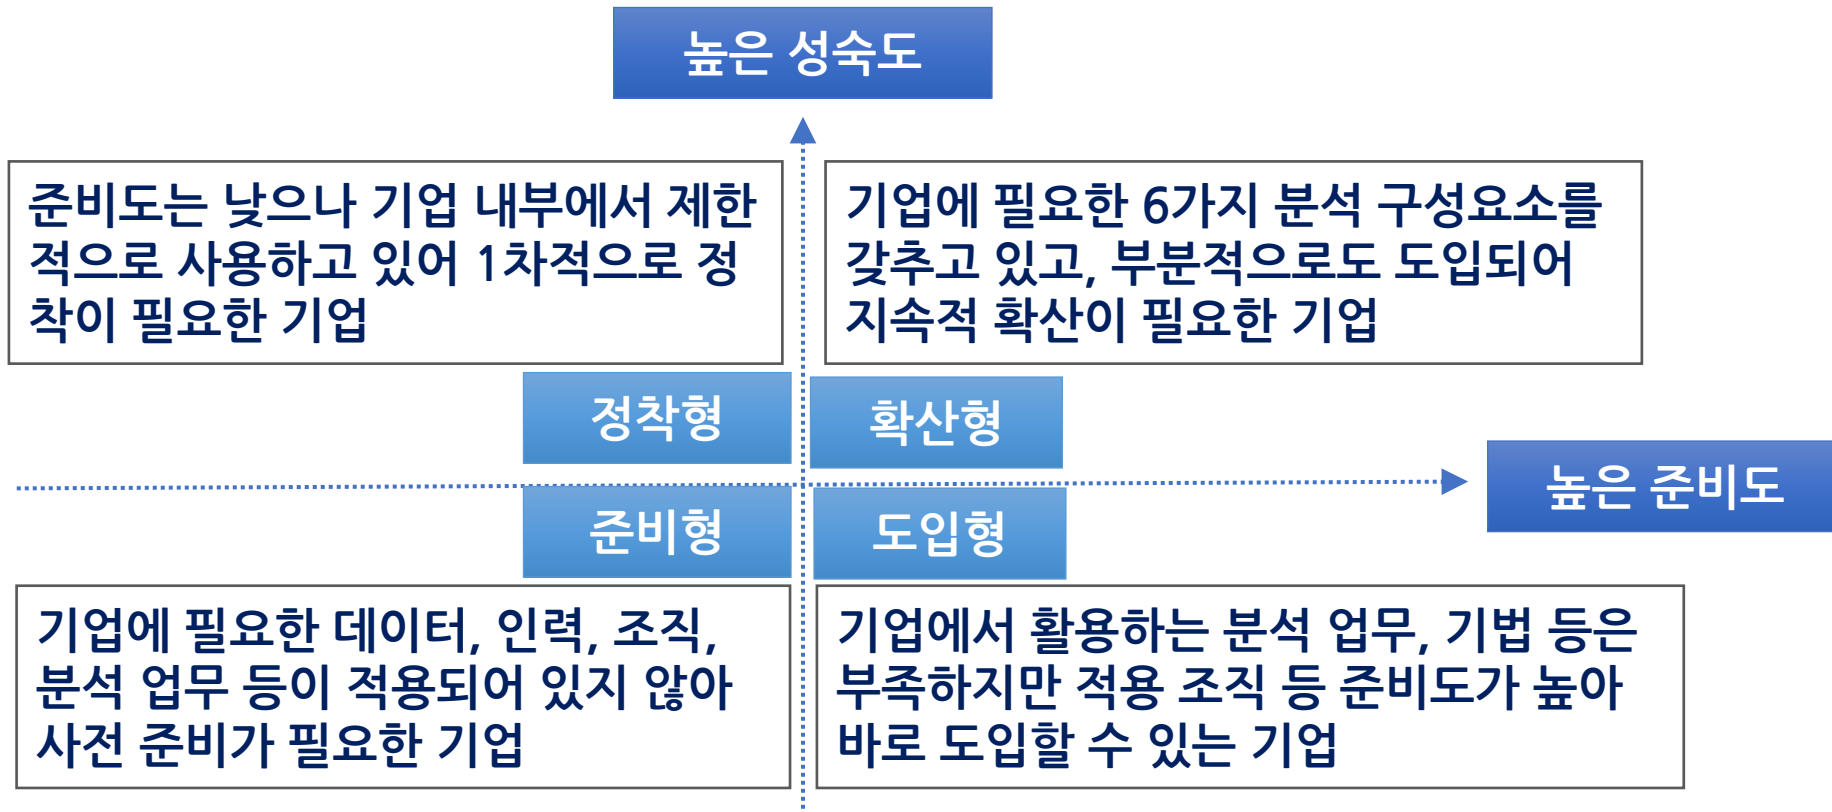 높은 성숙도
준비도는 낮으나 기업 내부에서 제한
적으로 사용하고 있어 1차적으로 정
착이 필요한 기업
기업에 필요한 6가지 분석 구성요소를
갖추고 있고, 부분적으로도 도입되어
지속적 확산이 필요한 기업
정착형
확산형
높은 준비도
준비형
도입형
기업에 필요한 데이터, 인력, 조직,
분석 업무 등이 적용되어 있지 않아
사전 준비가 필요한 기업
기업에서 활용하는 분석 업무, 기법 등은
부족하지만 적용 조직 등 준비도가 높아
바로 도입할 수 있는 기업